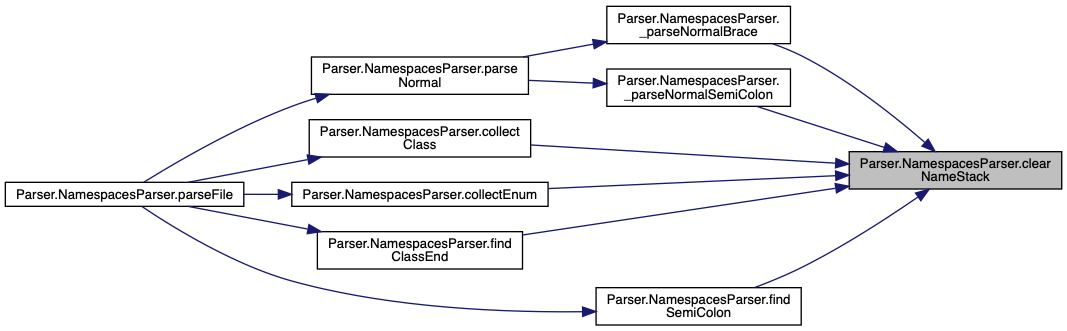 Parser.NamespacesParser.
_parseNormalBrace
Parser.NamespacesParser.parse
Normal
Parser.NamespacesParser.
_parseNormalSemiColon
Parser.NamespacesParser.collect
Class
Parser.NamespacesParser.clear
NameStack
Parser.NamespacesParser.parseFile
Parser.NamespacesParser.collectEnum
Parser.NamespacesParser.find
ClassEnd
Parser.NamespacesParser.find
SemiColon